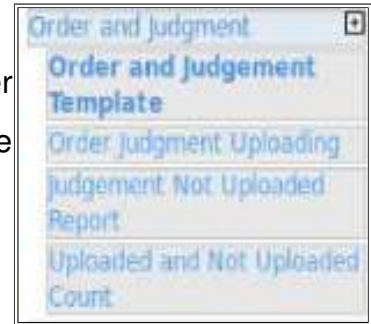 Order and Judgment
er
Order and Judgement
Template
e
Order Judgment Uploading
Judgement Not Uploaded
Report
Uploaded and Not Uploaded
Count